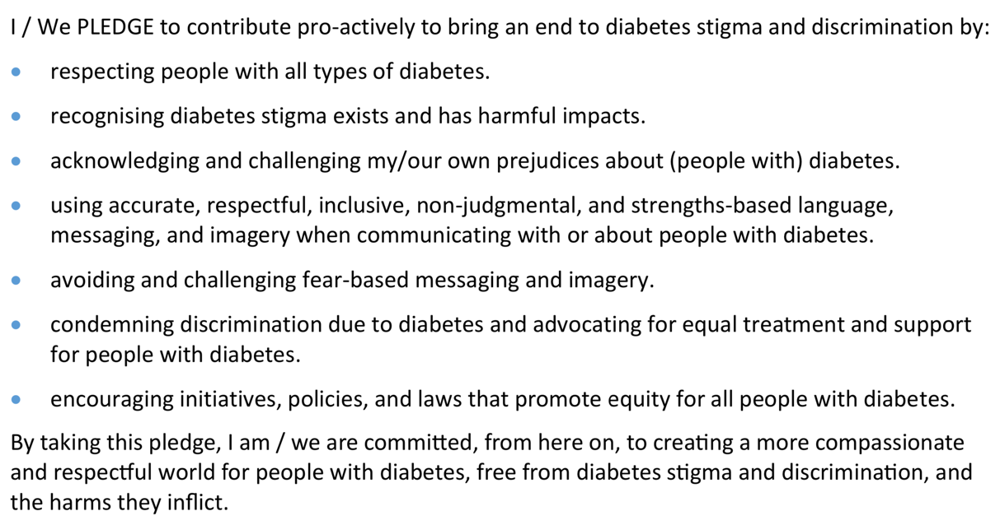 I / We PLEDGE to contribute pro-actively to bring an end to diabetes stigma and discrimination by:
• respecting people with all types of diabetes.
• recognising diabetes stigma exists and has harmful impacts.
• acknowledging and challenging my/our own prejudices about (people with) diabetes.
• using accurate, respectful, inclusive, non-judgmental, and strengths-based language,
messaging, and imagery when communicating with or about people with diabetes.
• avoiding and challenging fear-based messaging and imagery.
• condemning discrimination due to diabetes and advocating for equal treatment and support
for people with diabetes.
• encouraging initiatives, policies, and laws that promote equity for all people with diabetes.
By taking this pledge, I am / we are committed, from here on, to creating a more compassionate
and respectful world for people with diabetes, free from diabetes stigma and discrimination, and
the harms they inflict.